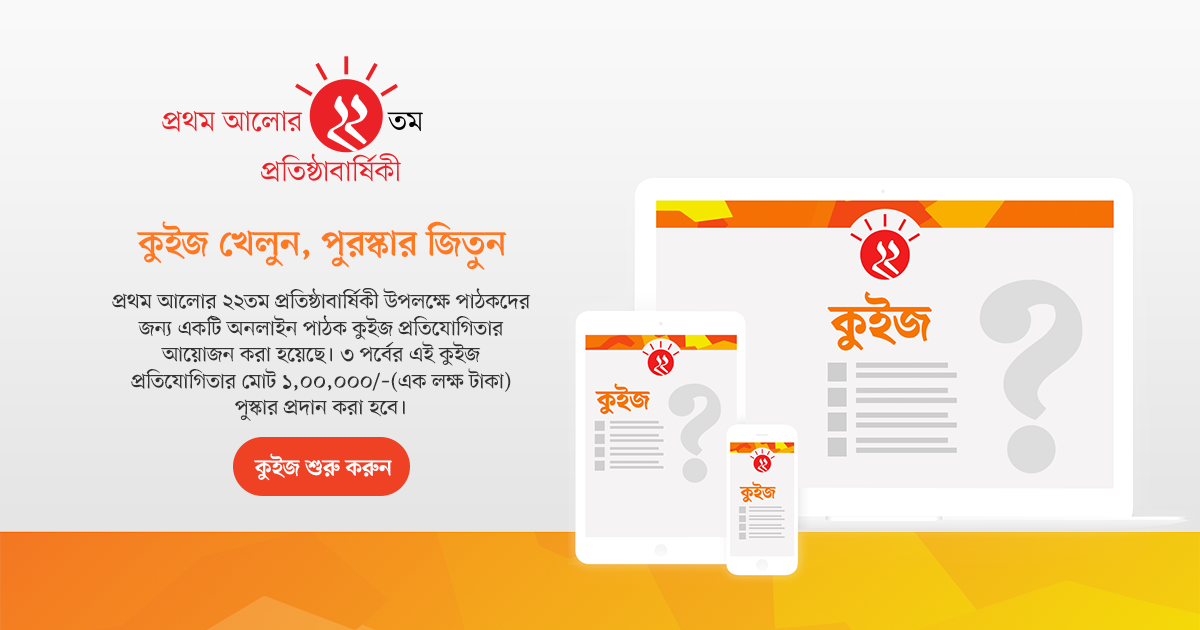 প্রথম আলোর ২২ তম
প্রতিষ্ঠাবার্ষিকী
কুইজ খেলুন, পুরস্কার জিতুন
প্রথম আলোর ২২তম প্রতিষ্ঠাবার্ষিকী উপলক্ষে পাঠকদের
জন্য একটি অনলাইন পাঠক কুইজ প্রতিযোগিতার
আয়োজন করা হয়েছে। ৩ পর্বের এই কুইজ
প্রতিযোগিতার মোট ১,০০,০০০/-(এক লক্ষ টাকা)
পুস্কার প্রদান করা হবে।
কুইজ শুরু করুন
২২
কুইজ
?
২২
কুইজ
?
২২
কুইজ